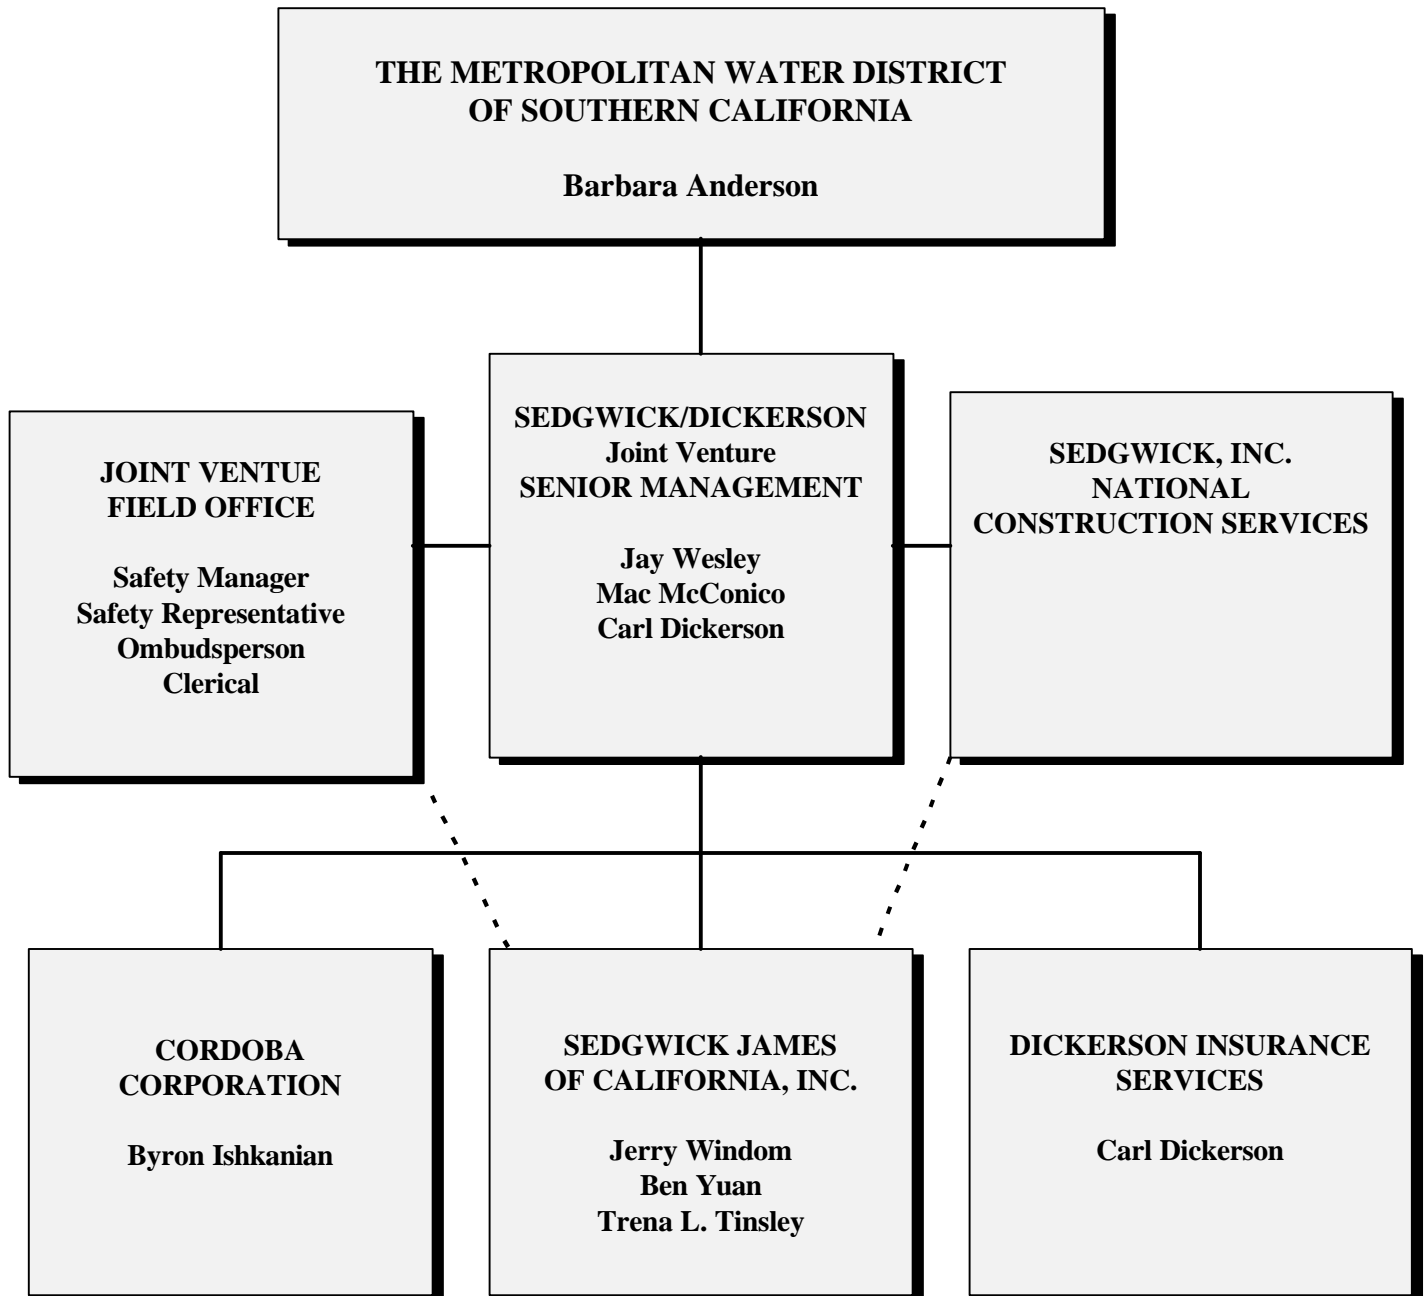 THE METROPOLITAN WATER DISTRICT
OF SOUTHERN CALIFORNIA
Barbara Anderson
JOINT VENTUE
FIELD OFFICE
Safety Manager
Safety Representative
Ombudsperson
Clerical
SEDGWICK/DICKERSON
Joint Venture
SENIOR MANAGEMENT
Jay Wesley
Mac McConico
Carl Dickerson
SEDGWICK, INC.
NATIONAL
CONSTRUCTION SERVICES
CORDOBA
CORPORATION
Byron Ishkanian
SEDGWICK JAMES
OF CALIFORNIA, INC.
Jerry Windom
Ben Yuan
Trena L. Tinsley
DICKERSON INSURANCE
SERVICES
Carl Dickerson